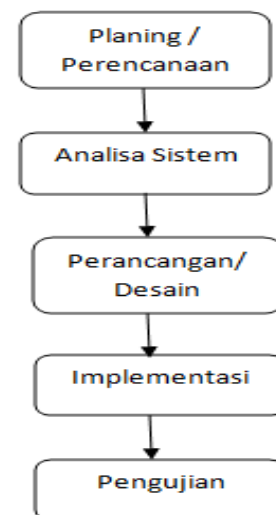 Planing /
Perencanaan
Analisa Sistem
Perancangan/
Desain
Implementasi
Pengujian